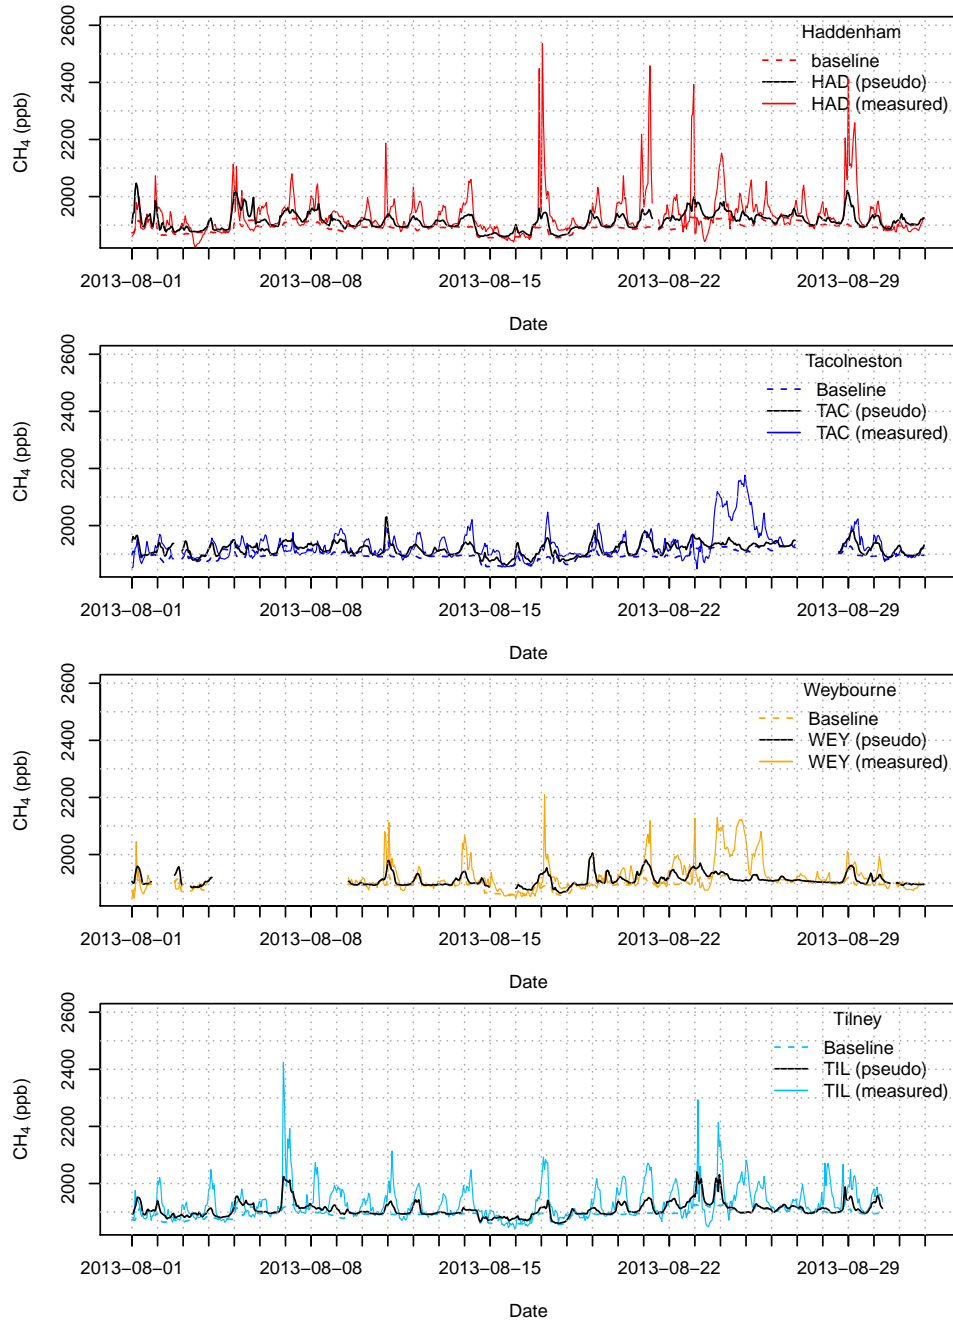 Haddenham
baseline
HAD (pseudo)
HAD (measured)
CH4 (ppb)
2000 2200 2400 2600
2013−08−01 2013−08−08 2013−08−15 2013−08−22 2013−08−29
Date
Tacolneston
Baseline
TAC (pseudo)
TAC (measured)
CH4 (ppb)
2000 2200 2400 2600
2013−08−01 2013−08−08 2013−08−15 2013−08−22 2013−08−29
Date
Weybourne
Baseline
WEY (pseudo)
WEY (measured)
CH4 (ppb)
2000 2200 2400 2600
2013−08−01 2013−08−08 2013−08−15 2013−08−22 2013−08−29
Date
Tilney
Baseline
TIL (pseudo)
TIL (measured)
CH4 (ppb)
2000 2200 2400 2600
2013−08−01 2013−08−08 2013−08−15 2013−08−22 2013−08−29
Date